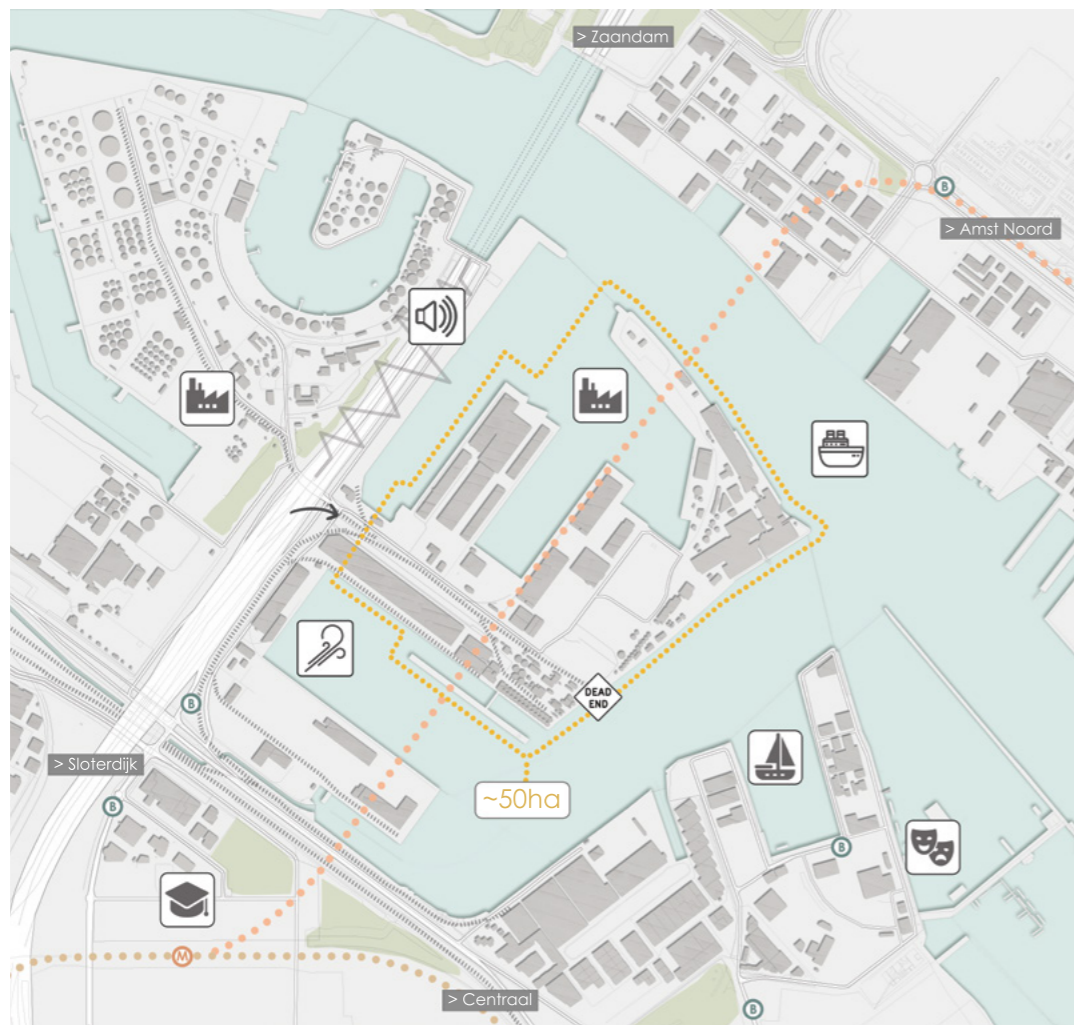 > Zaandam
B
> Amst Noord
DEAD
END
B
> Sloterdijk
~50ha
B
B
M
> Centraal
B